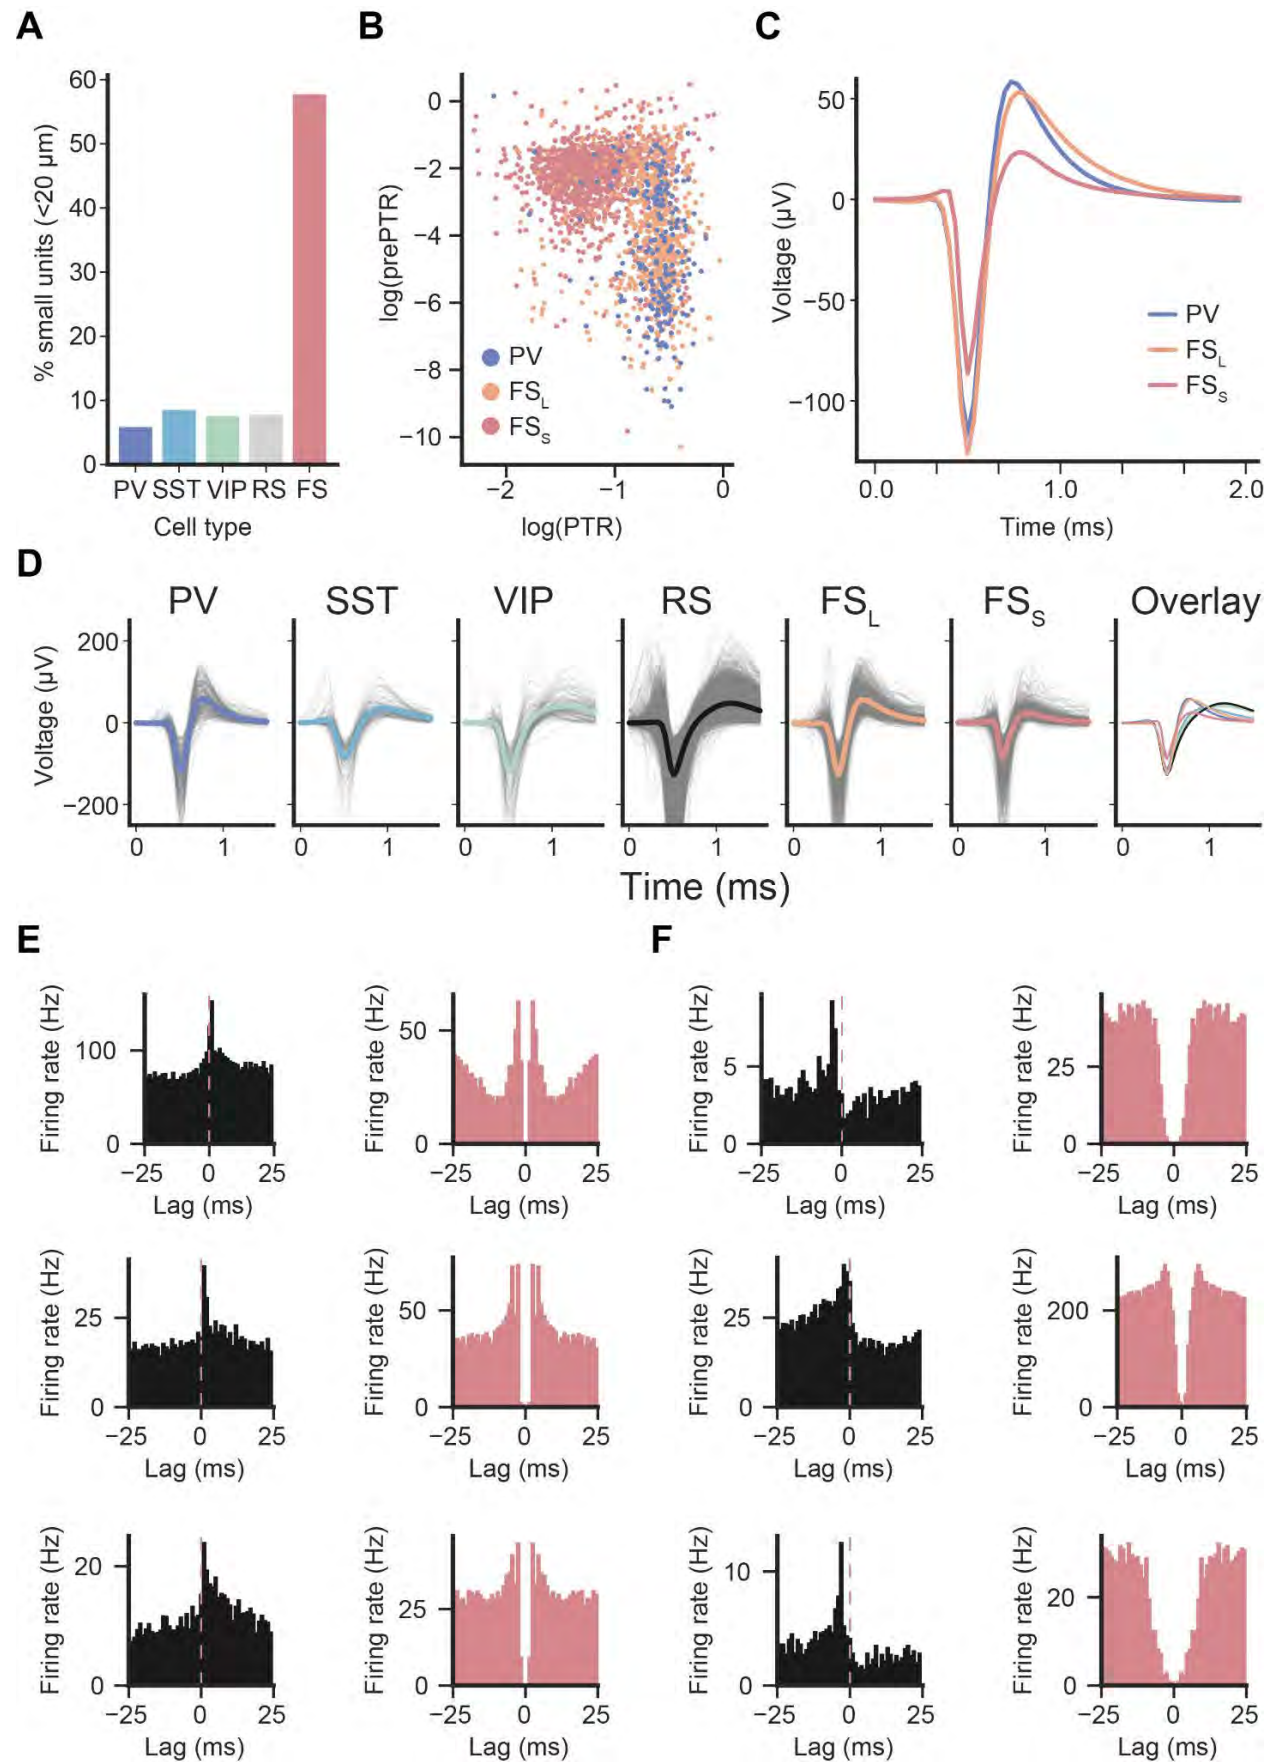 A
% small units (<20 µm)
60
50
40
30
20
10
0
PV SST VIP RS FS
Cell type
B
log(prePTR)
0
−2
−4
−6
−8
−10
PV
FSL
FSS
−2 −1 0
log(PTR)
C
Voltage (µV)
50
0
−50
−100
PV
FSL
FSS
0.0 1.0 2.0
Time (ms)
D
PV SST VIP RS FSL FSS Overlay
Voltage (µV)
200
0
−200
0 1 0 1 0 1 0 1 0 1 0 1 0 1
Time (ms)
E
Firing rate (Hz)
100
0
−25 0 25
Lag (ms)
Firing rate (Hz)
50
0
−25 0 25
Lag (ms)
Firing rate (Hz)
25
0
−25 0 25
Lag (ms)
Firing rate (Hz)
50
0
−25 0 25
Lag (ms)
Firing rate (Hz)
20
0
−25 0 25
Lag (ms)
Firing rate (Hz)
25
0
−25 0 25
Lag (ms)
F
Firing rate (Hz)
5
0
−25 0 25
Lag (ms)
Firing rate (Hz)
25
0
−25 0 25
Lag (ms)
Firing rate (Hz)
25
0
−25 0 25
Lag (ms)
Firing rate (Hz)
200
0
−25 0 25
Lag (ms)
Firing rate (Hz)
10
0
−25 0 25
Lag (ms)
Firing rate (Hz)
20
0
−25 0 25
Lag (ms)